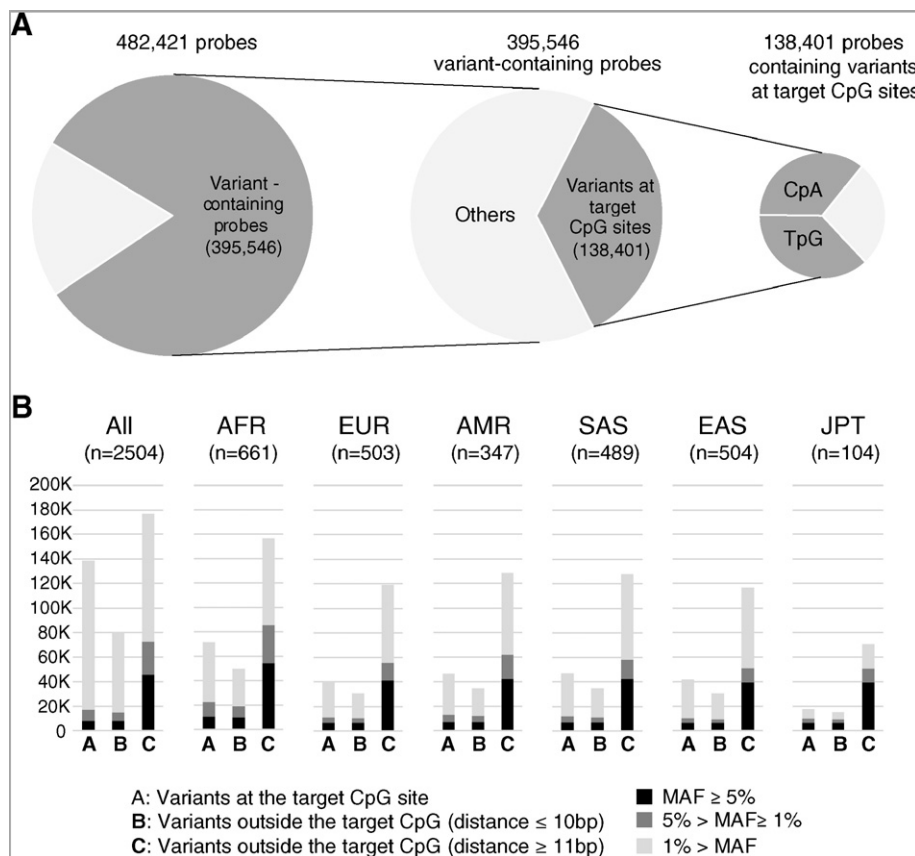 A
482,421 probes
395,546
variant-containing probes
138,401 probes
containing variants
at target CpG sites
Variant -
containing
probes
(395,546)
Others
Variants at
target
CpG sites
(138,401)
CpA
TpG
B
All
(n=2504)
AFR
(n=661)
EUR
(n=503)
AMR
(n=347)
SAS
(n=489)
EAS
(n=504)
JPT
(n=104)
200K
180K
160K
140K
120K
100K
80K
60K
40K
20K
0
A B C A B C A B C A B C A B C A B C A B C
A: Variants at the target CpG site
B: Variants outside the target CpG (distance ≤ 10bp)
C: Variants outside the target CpG (distance ≥ 11bp)
MAF ≥ 5%
5% > MAF≥ 1%
1% > MAF